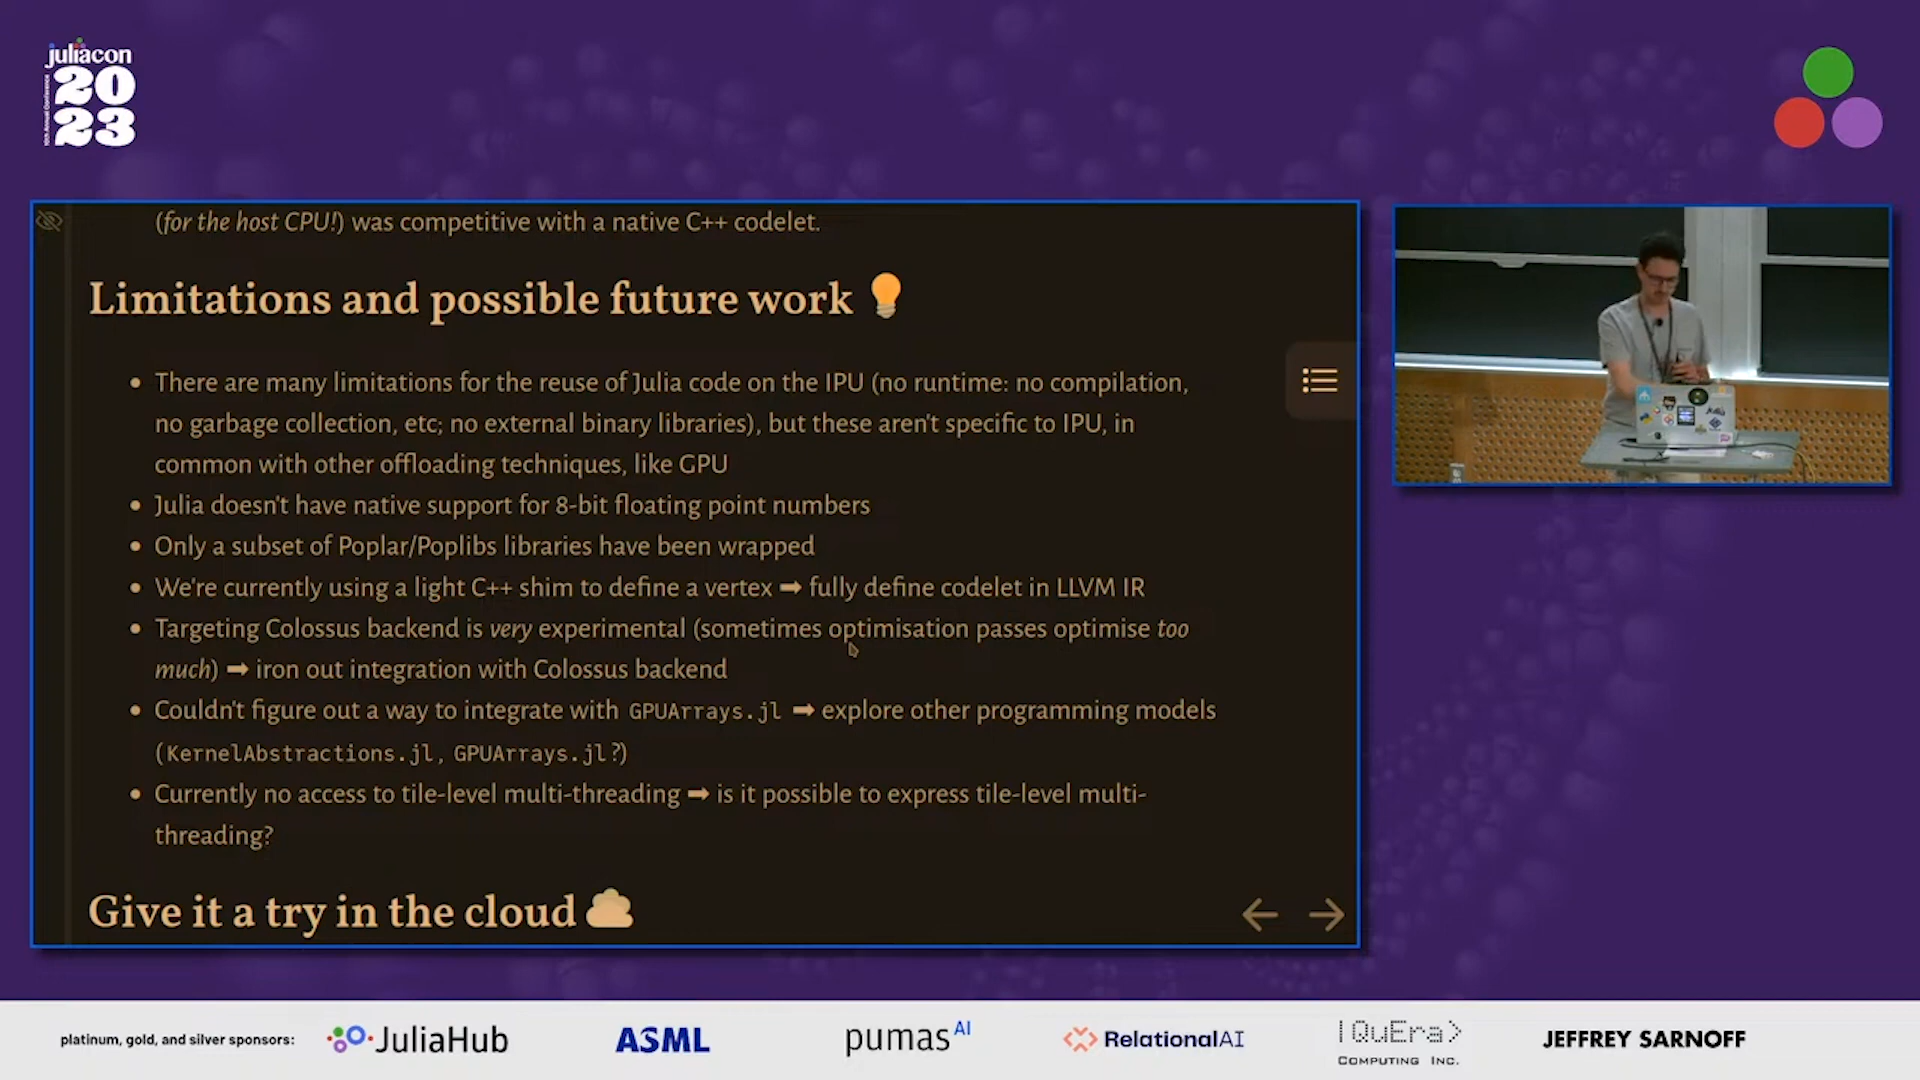 juliacon
2023
10th Annual Conference
(for the host CPU!) was competitive with a native C++ codelet.
Limitations and possible future work
There are many limitations for the reuse of Julia code on the IPU (no runtime: no compilation,
no garbage collection, etc; no external binary libraries), but these aren't specific to IPU, in
common with other offloading techniques, like GPU
Julia doesn't have native support for 8-bit floating point numbers
Only a subset of Poplar/Poplibs libraries have been wrapped
We're currently using a light C++ shim to define a vertex ➡ fully define codelet in LLVM IR
Targeting Colossus backend is very experimental (sometimes optimisation passes optimise too
much) ➡ iron out integration with Colossus backend
Couldn't figure out a way to integrate with GPUArrays.jl ➡ explore other programming models
(KernelAbstractions.jl, GPUArrays.jl?)
Currently no access to tile-level multi-threading ➡ is it possible to express tile-level multi-
threading?
Give it a try in the cloud
julia
platinum, gold, and silver sponsors:
JuliaHub
ASML
pumas AI
RelationalAI
|QuEra>
COMPUTING INC.
JEFFREY SARNOFF